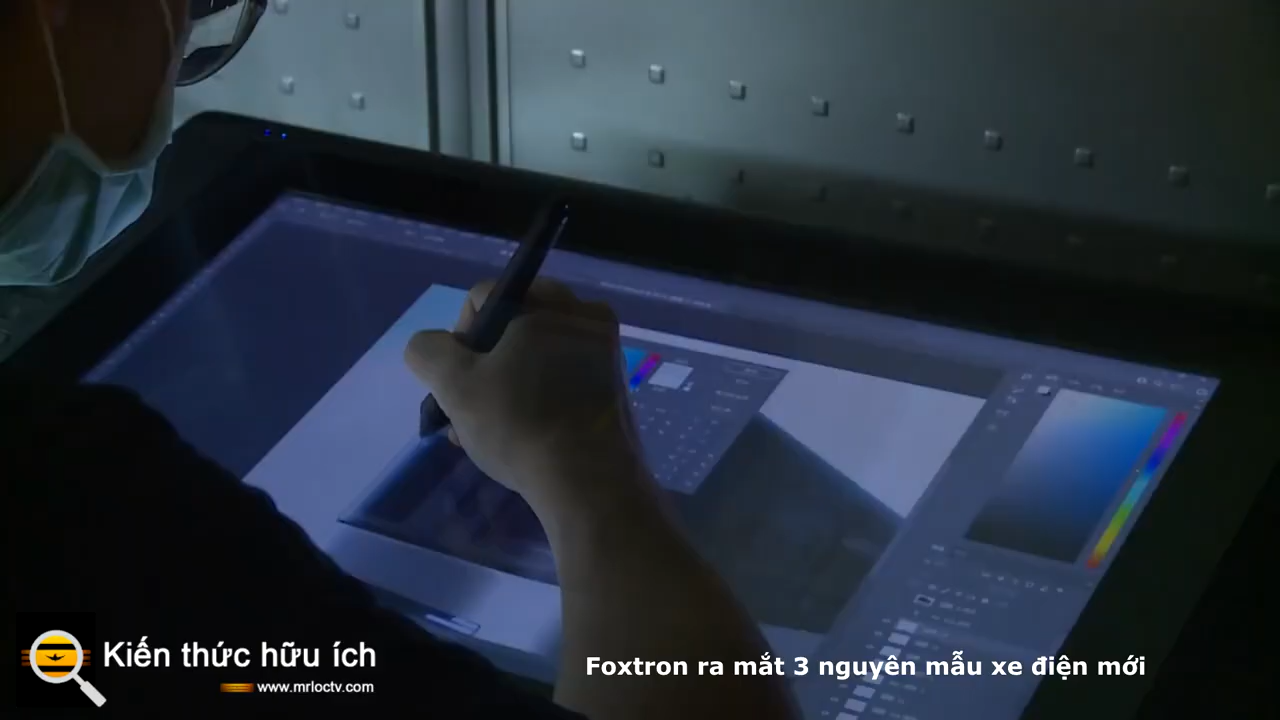 Kiến thức hữu ích
www.mrloctv.com
Foxtron ra mắt 3 nguyên mẫu xe điện mới